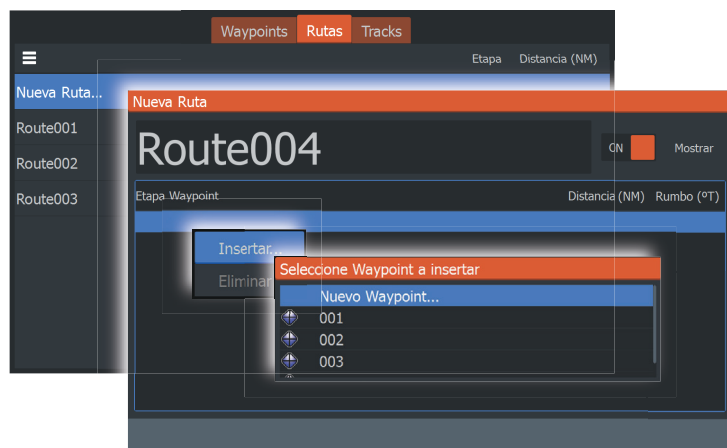 Waypoints Rutas Tracks
Etapa Distancia (NM)
Nueva Ruta...
Route001
Route002
Route003
Nueva Ruta
Route004
ON Mostrar
Etapa Waypoint Distancia (NM) Rumbo (ºT)
Insertar...
Eliminar
Seleccione Waypoint a insertar
Nuevo Waypoint...
001
002
003